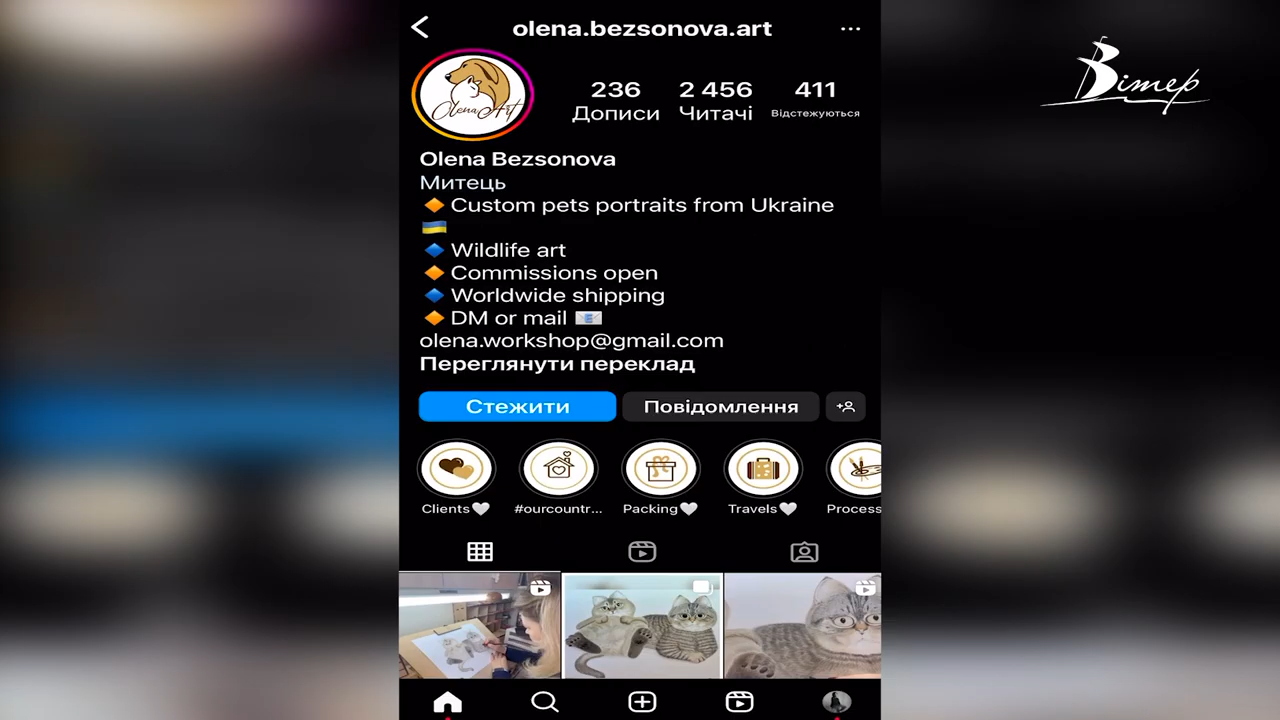 olena.bezsonova.art
Вітер
Olena Art
236 2 456 411
Дописи Читачі Відстежуються
Olena Bezsonova
Митець
🔶 Custom pets portraits from Ukraine
🇺🇦
🔷 Wildlife art
🔶 Commissions open
🔷 Worldwide shipping
🔶 DM or mail 📧
olena.workshop@gmail.com
Переглянути переклад
Стежити Повідомлення
Clients🤍 #ourcountr... Packing🤍 Travels🤍 Process